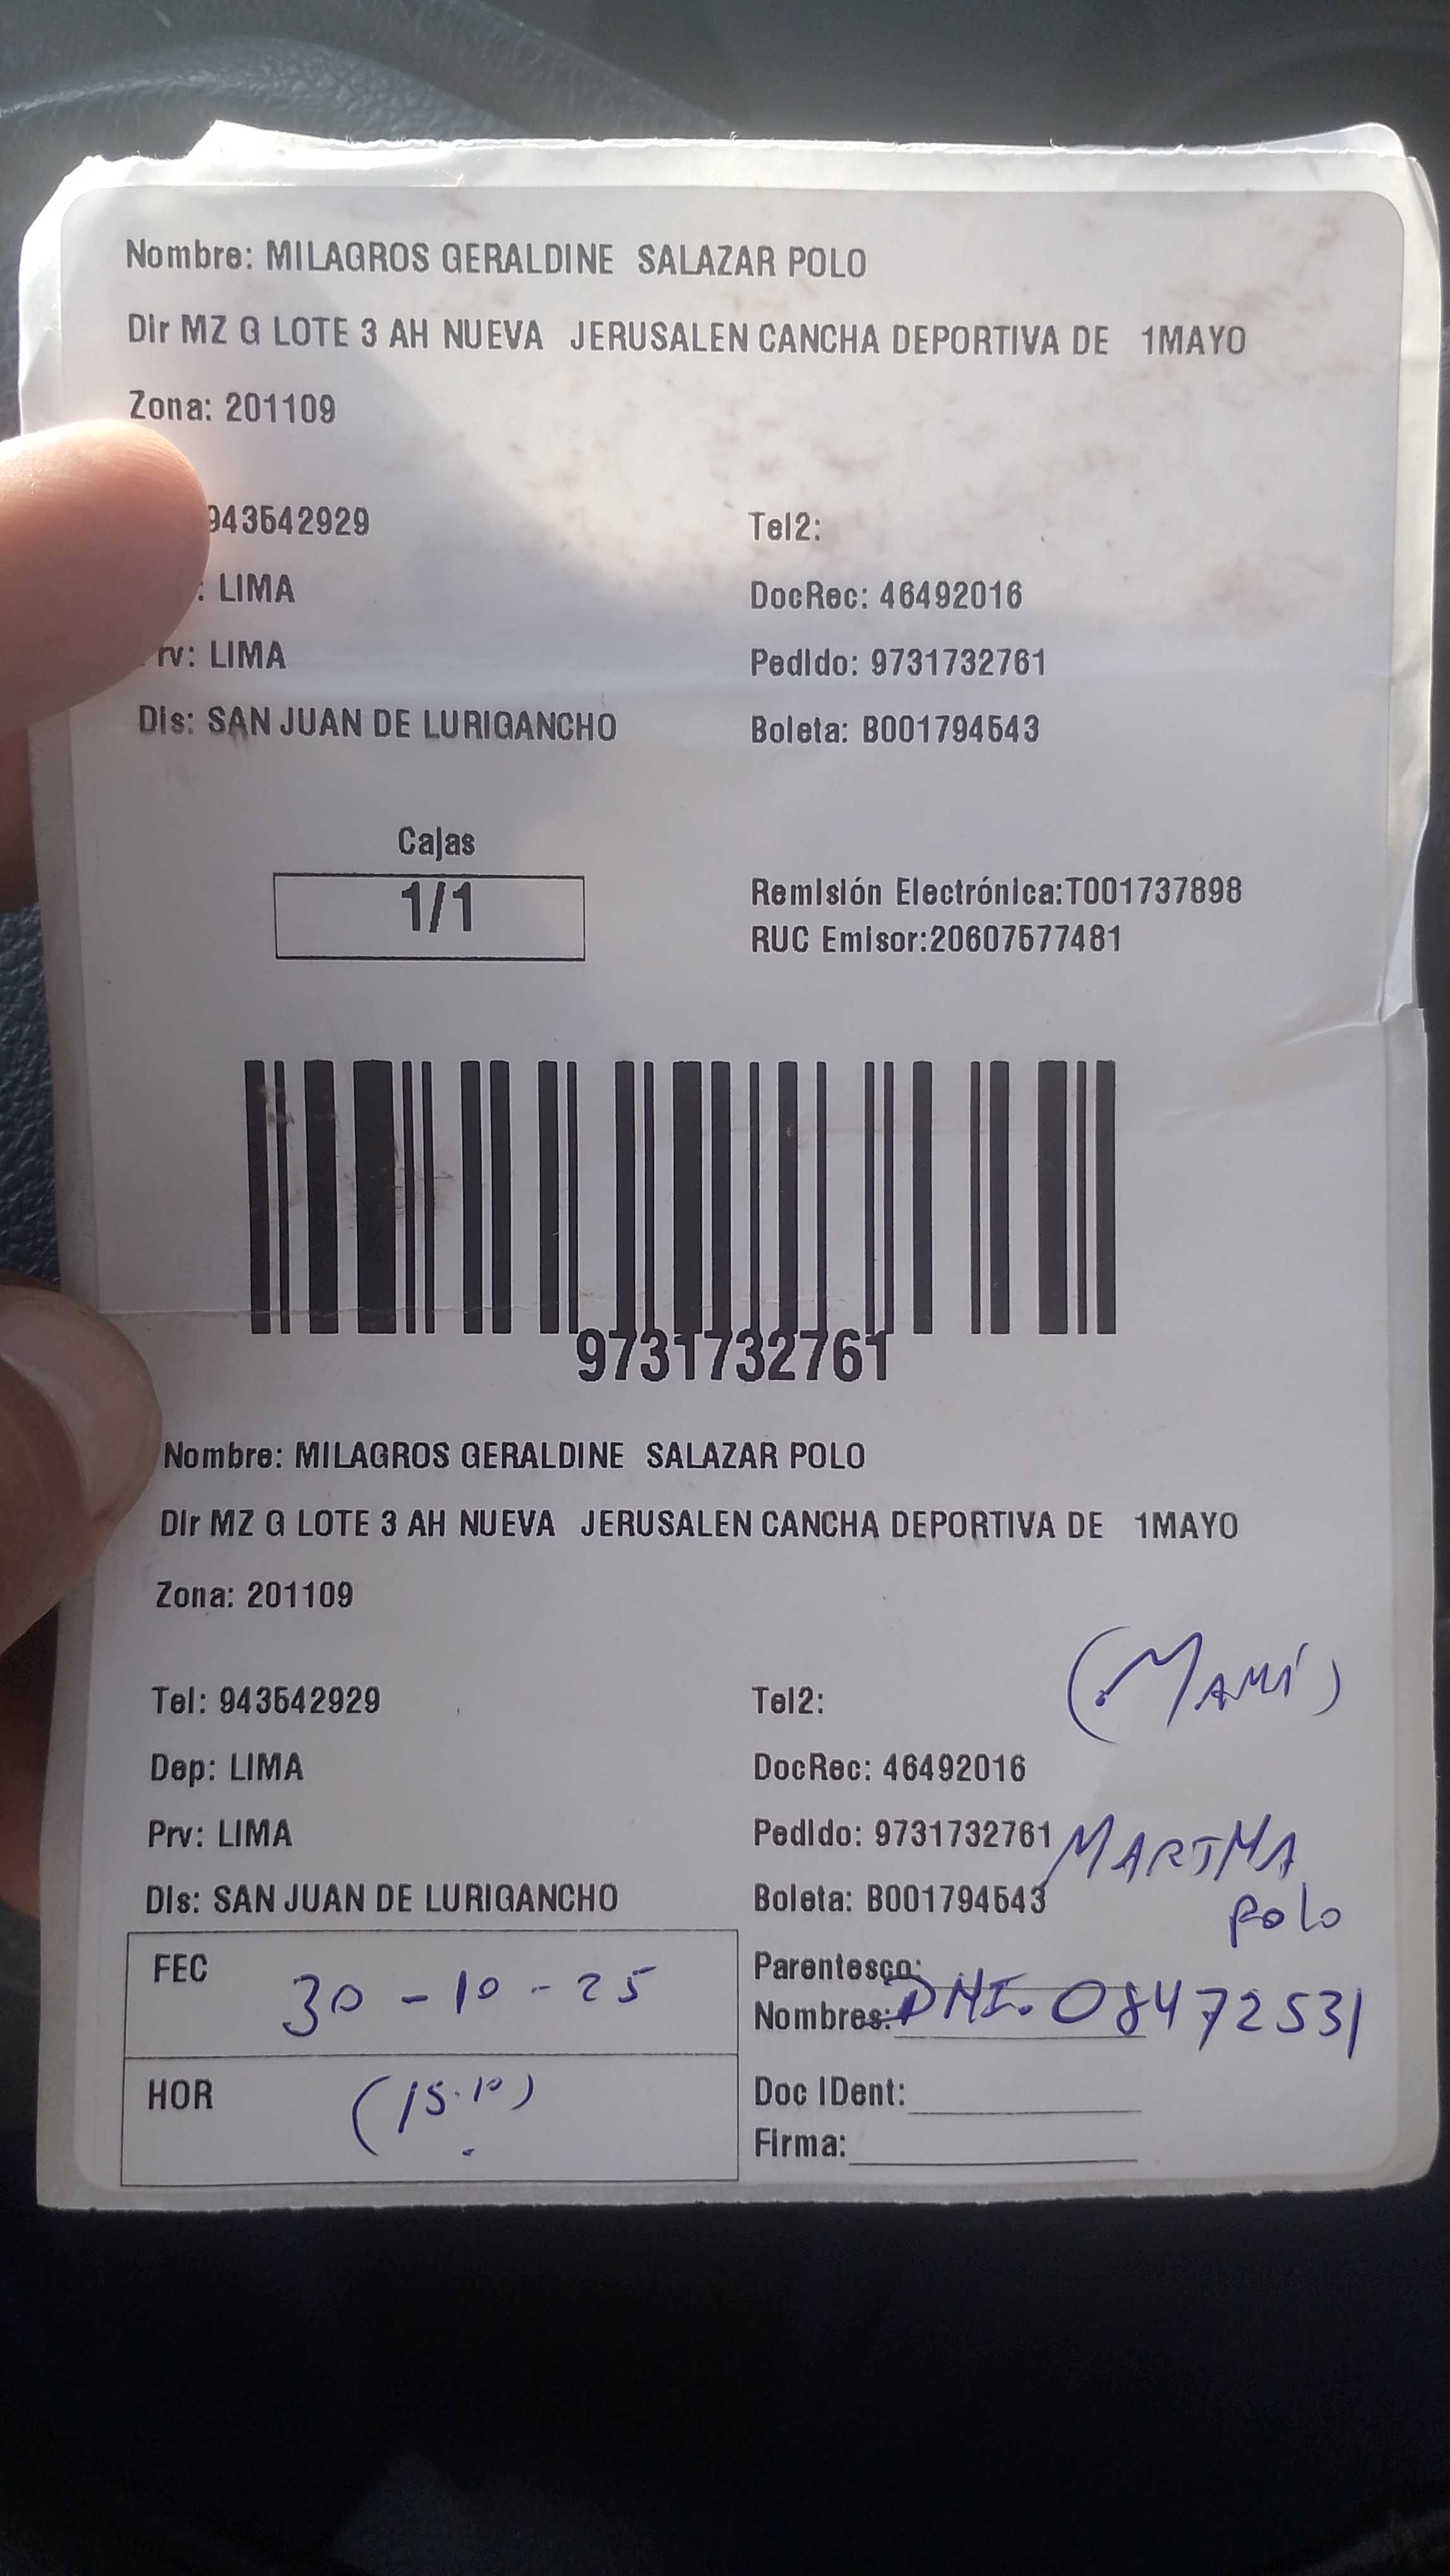 Nombre: MILAGROS GERALDINE SALAZAR POLO
Dir MZ G LOTE 3 AH NUEVA JERUSALEN CANCHA DEPORTIVA DE 1MAYO
Zona: 201109
943542929 Tel2:
: LIMA DocRec: 46492016
rv: LIMA Pedido: 9731732761
Dis: SAN JUAN DE LURIGANCHO Boleta: B001794543
Cajas
1/1
Remisión Electrónica:T001737898
RUC Emisor:20607577481
9731732761
Nombre: MILAGROS GERALDINE SALAZAR POLO
Dir MZ G LOTE 3 AH NUEVA JERUSALEN CANCHA DEPORTIVA DE 1MAYO
Zona: 201109
(MAMÍ)
Tel: 943542929 Tel2:
Dep: LIMA DocRec: 46492016
Prv: LIMA Pedido: 9731732761
MARTHA
Dis: SAN JUAN DE LURIGANCHO Boleta: B001794543
Polo
FEC 30-10-25
Parentesco:
Nombres: DNI. 08472531
HOR (15.10)
Doc IDent:
Firma: